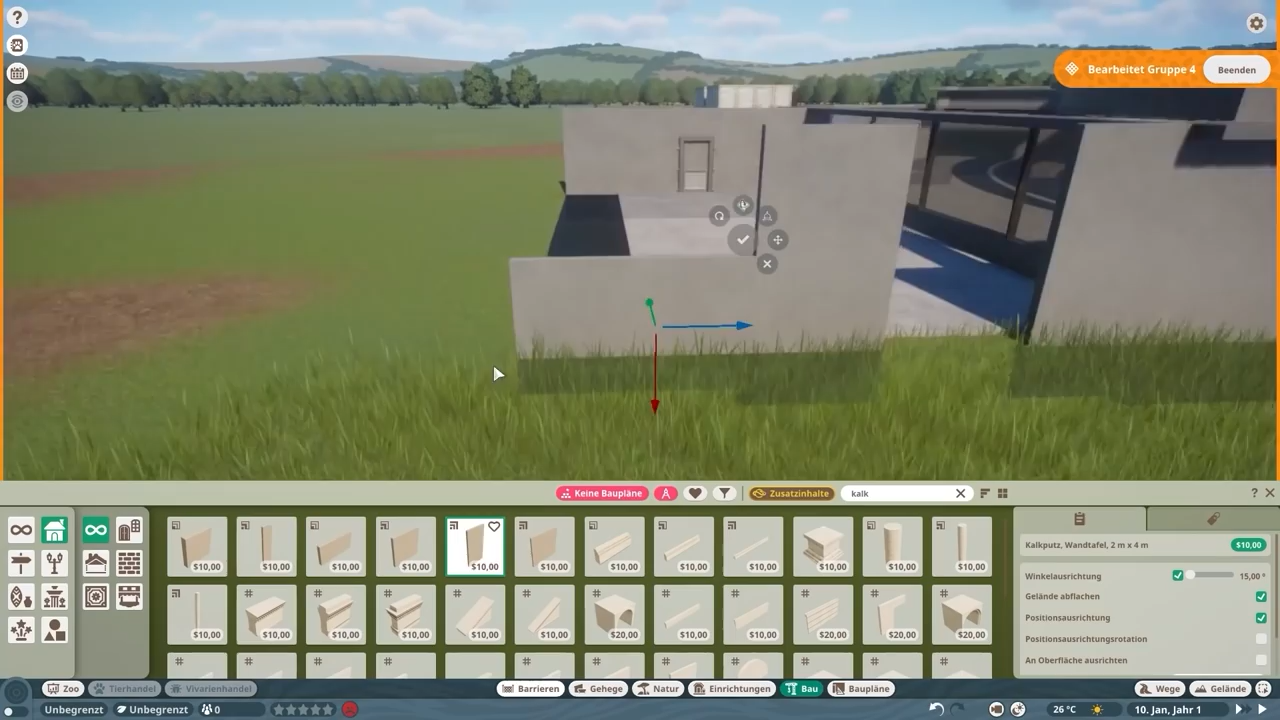 ?
Bearbeitet Gruppe 4
Beenden
Keine Baupläne
Zusatzinhalte
kalk
?
$10,00 $10,00 $10,00 $10,00 $10,00 $10,00 $10,00 $10,00 $10,00 $10,00 $10,00 $10,00
$10,00 $10,00 $10,00 $10,00 $10,00 $10,00 $20,00 $10,00 $10,00 $20,00 $20,00 $20,00
Kalkputz, Wandtafel, 2 m x 4 m $10,00
Winkelausrichtung 15,00 °
Gelände abflachen
Positionsausrichtung
Positionsausrichtungsrotation
An Oberfläche ausrichten
Zoo Tierhandel Vivarienhandel Barrieren Gehege Natur Einrichtungen Bau Baupläne Wege Gelände
Unbegrenzt Unbegrenzt 0 26 °C 10. Jan, Jahr 1